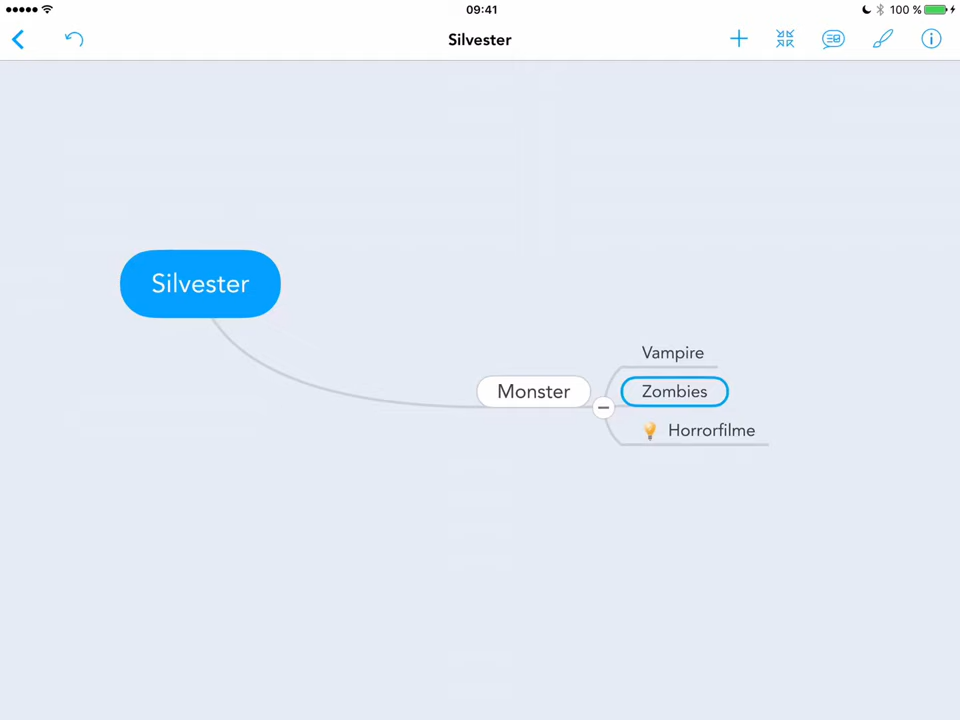 09:41
100 %
Silvester
Silvester
Monster
Vampire
Zombies
Horrorfilme